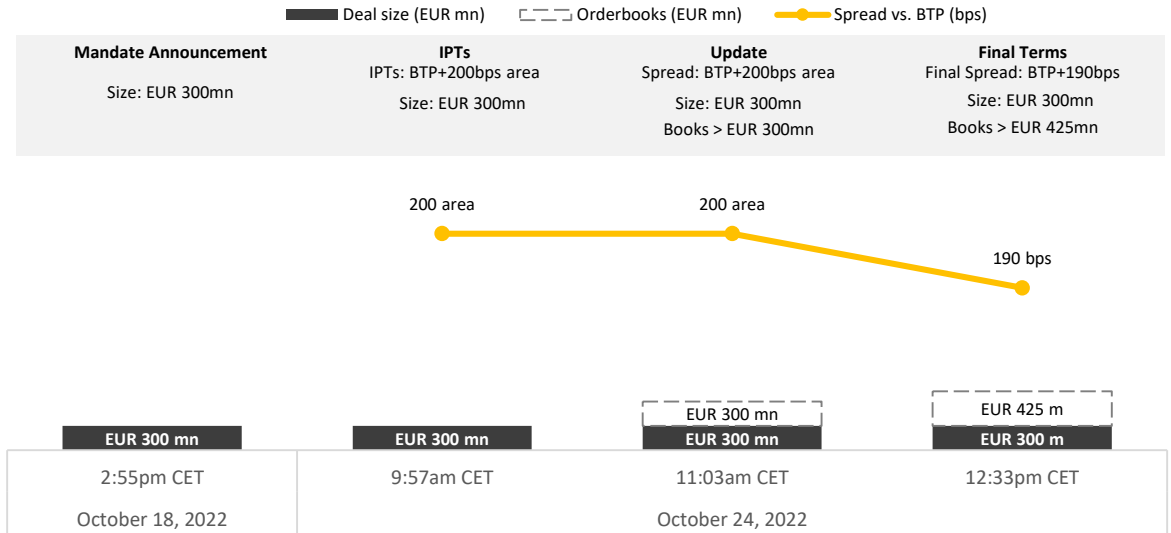 Deal size (EUR mn) Orderbooks (EUR mn) Spread vs. BTP (bps)
Mandate Announcement
Size: EUR 300mn
IPTs
IPTs: BTP+200bps area
Size: EUR 300mn
Update
Spread: BTP+200bps area
Size: EUR 300mn
Books > EUR 300mn
Final Terms
Final Spread: BTP+190bps
Size: EUR 300mn
Books > EUR 425mn
200 area
200 area
190 bps
EUR 300 mn
EUR 425 m
EUR 300 mn
EUR 300 mn
EUR 300 mn
EUR 300 m
2:55pm CET
9:57am CET
11:03am CET
12:33pm CET
October 18, 2022
October 24, 2022